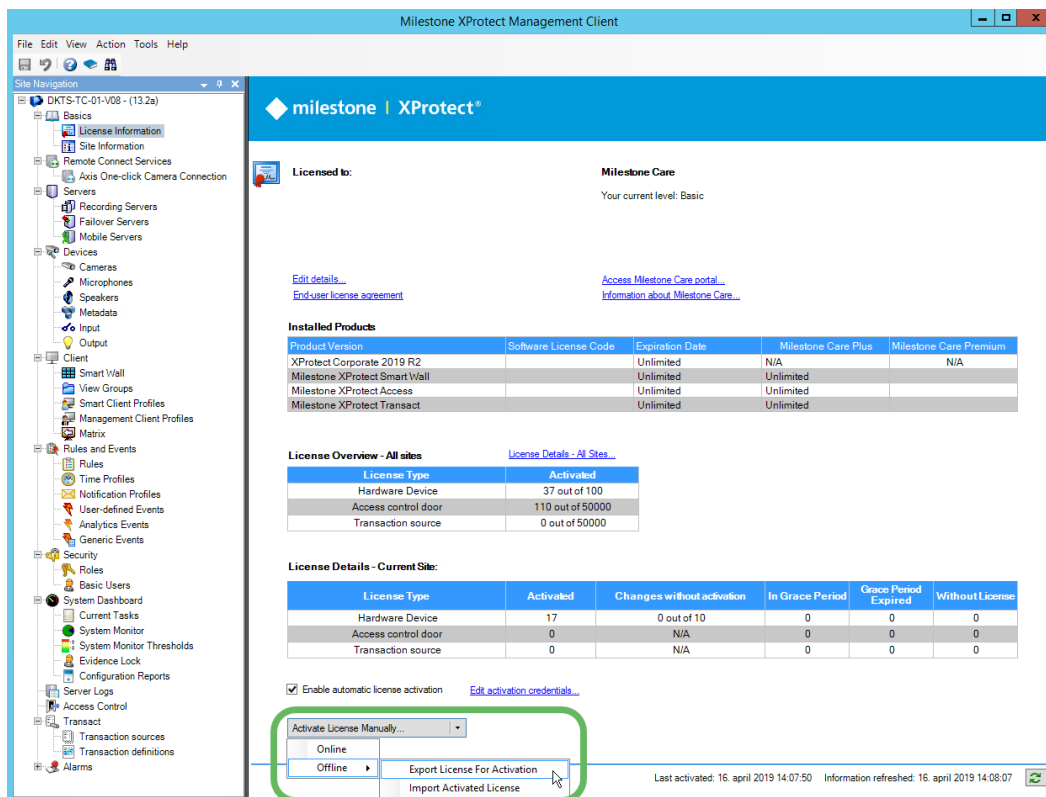 Milestone XProtect Management Client
File Edit View Action Tools Help
Site Navigation
DKTS-TC-01-V08 - (13.2a)
Basics
License Information
Site Information
Remote Connect Services
Axis One-click Camera Connection
Servers
Recording Servers
Failover Servers
Mobile Servers
Devices
Cameras
Microphones
Speakers
Metadata
Input
Output
Client
Smart Wall
View Groups
Smart Client Profiles
Management Client Profiles
Matrix
Rules and Events
Rules
Time Profiles
Notification Profiles
User-defined Events
Analytics Events
Generic Events
Security
Roles
Basic Users
System Dashboard
Current Tasks
System Monitor
System Monitor Thresholds
Evidence Lock
Configuration Reports
Server Logs
Access Control
Transact
Transaction sources
Transaction definitions
Alarms
milestone | XProtect®
Licensed to: Milestone Care
Your current level: Basic
Edit details... Access Milestone Care portal...
End-user license agreement Information about Milestone Care...
Installed Products
Product Version Software License Code Expiration Date Milestone Care Plus Milestone Care Premium
XProtect Corporate 2019 R2 Unlimited N/A N/A
Milestone XProtect Smart Wall Unlimited Unlimited
Milestone XProtect Access Unlimited Unlimited
Milestone XProtect Transact Unlimited Unlimited
License Overview - All sites License Details - All Sites...
License Type Activated
Hardware Device 37 out of 100
Access control door 110 out of 50000
Transaction source 0 out of 50000
License Details - Current Site:
License Type Activated Changes without activation In Grace Period Grace Period Expired Without License
Hardware Device 17 0 out of 10 0 0 0
Access control door 0 N/A 0 0 0
Transaction source 0 N/A 0 0 0
Enable automatic license activation Edit activation credentials...
Activate License Manually...
Online
Offline Export License For Activation
Import Activated License
Last activated: 16. april 2019 14:07:50 Information refreshed: 16. april 2019 14:08:07